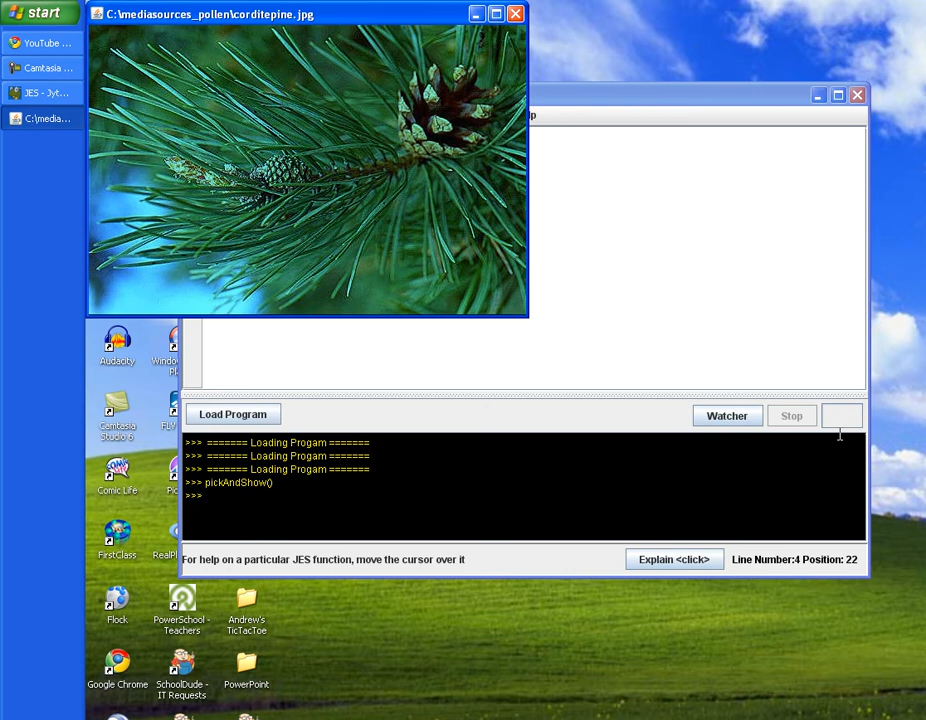 start
C:\mediasources_pollen\corditepine.jpg
YouTube ...
Camtasia ...
JES - Jyt...
C:\media...
Audacity
Camtasia
Studio 6
Comic Life
FirstClass
Flock
PowerSchool -
Teachers
Andrew's
TicTacToe
Google Chrome
SchoolDude -
IT Requests
PowerPoint
Load Program
Watcher
Stop
>>> ======= Loading Progam =======
>>> ======= Loading Progam =======
>>> ======= Loading Progam =======
>>> pickAndShow()
>>>
For help on a particular JES function, move the cursor over it
Explain <click>
Line Number:4 Position: 22